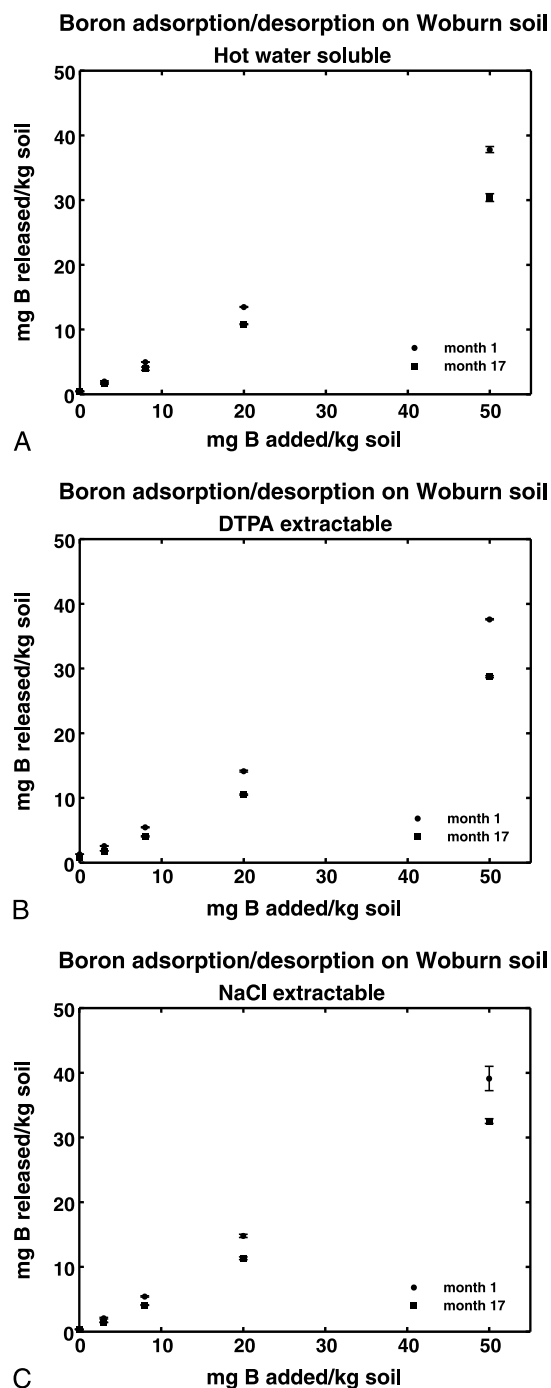 Boron adsorption/desorption on Woburn soil
Hot water soluble
50
40
30
20
10
0
mg B released/kg soil
month 1
month 17
0 10 20 30 40 50
mg B added/kg soil
A
Boron adsorption/desorption on Woburn soil
DTPA extractable
50
40
30
20
10
0
mg B released/kg soil
month 1
month 17
0 10 20 30 40 50
mg B added/kg soil
B
Boron adsorption/desorption on Woburn soil
NaCl extractable
50
40
30
20
10
0
mg B released/kg soil
month 1
month 17
0 10 20 30 40 50
mg B added/kg soil
C